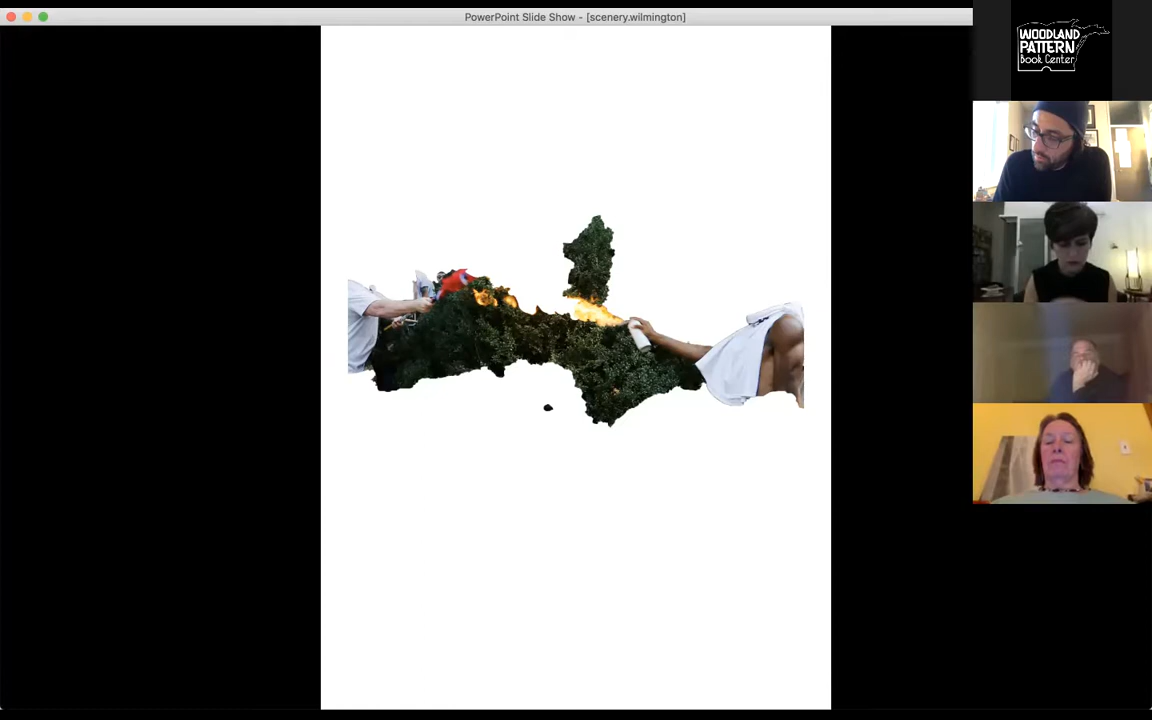 PowerPoint Slide Show - [scenery.wilmington]
WOODLAND
PATTERN
Book Center